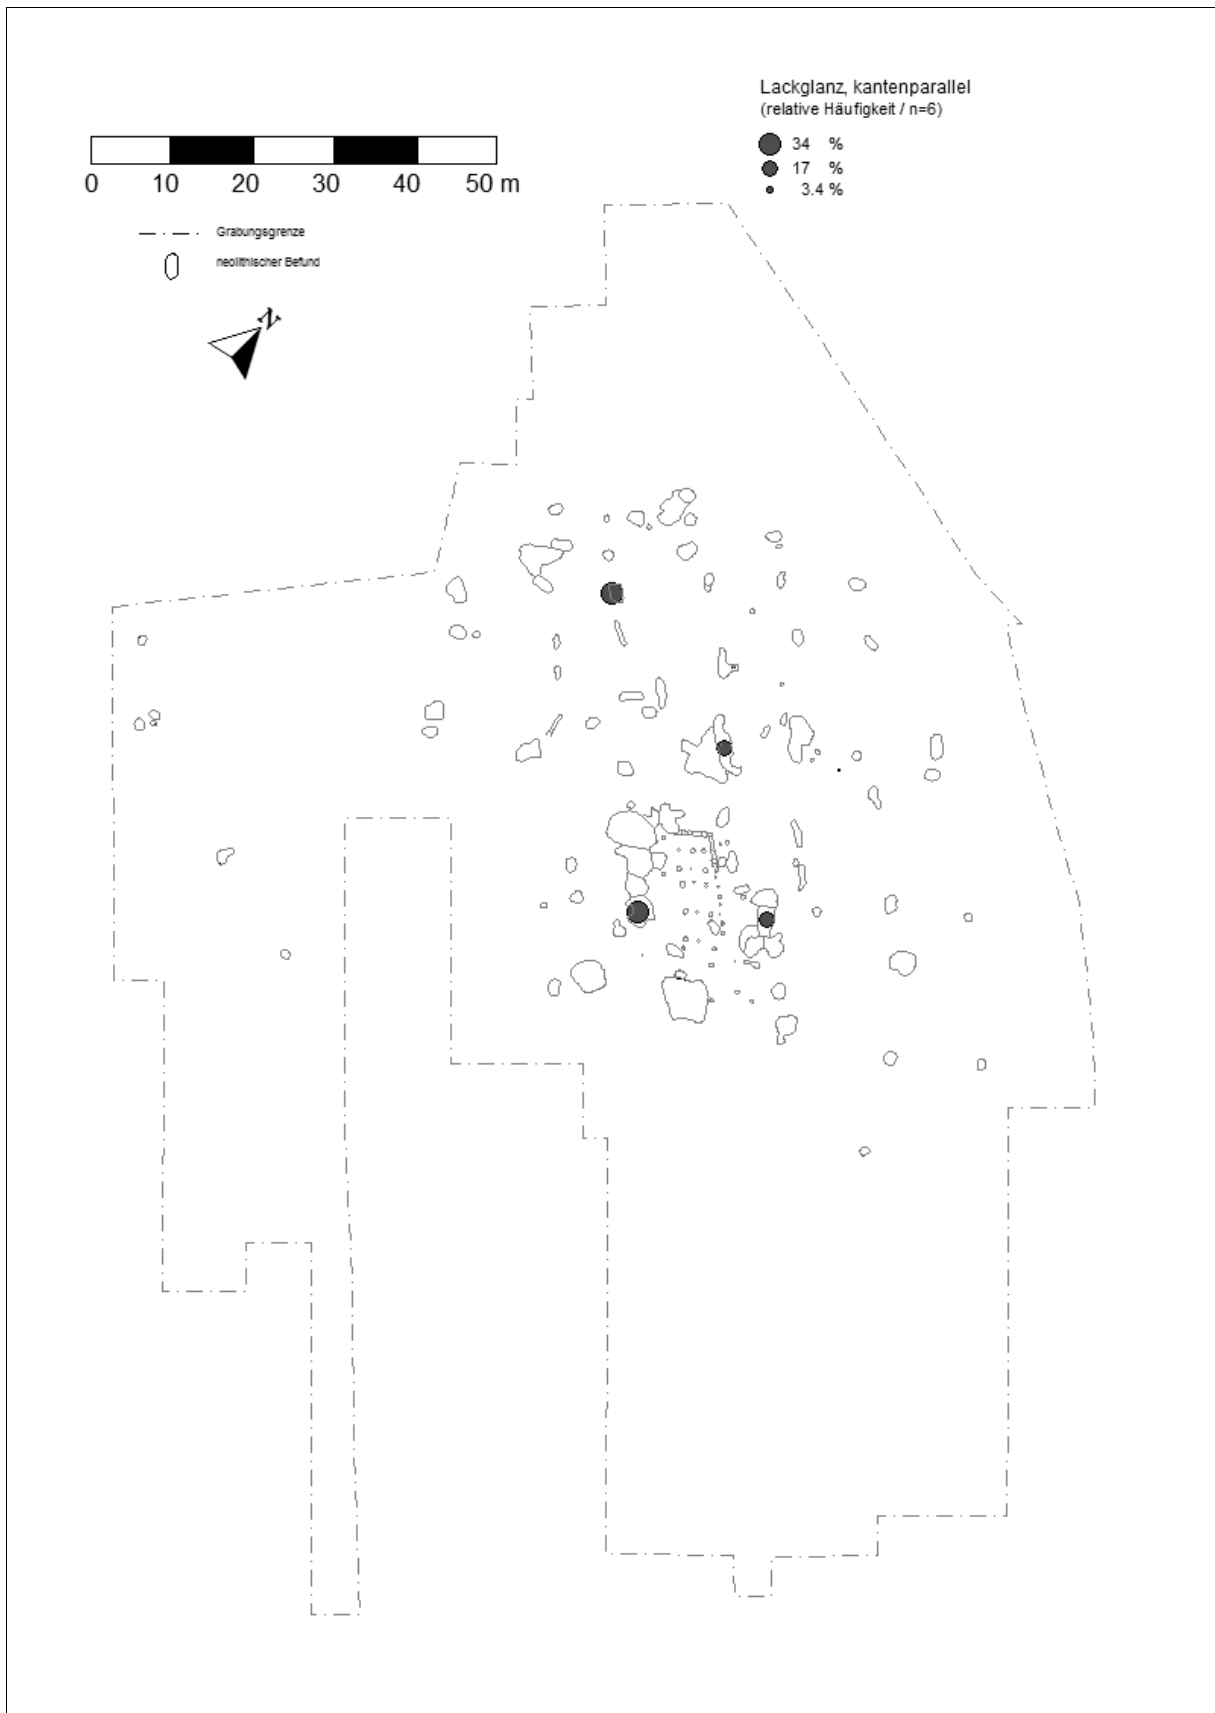 Lackglanz, kantenparallel
(relative Häufigkeit / n=6)
34 %
17 %
3.4 %
0 10 20 30 40 50 m
Grabungsgrenze
neolithischer Befund
N